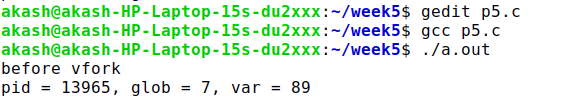 akash@akash-HP-Laptop-15s-du2xxx:~/week5$ gedit p5.c
akash@akash-HP-Laptop-15s-du2xxx:~/week5$ gcc p5.c
akash@akash-HP-Laptop-15s-du2xxx:~/week5$ ./a.out
before vfork
pid = 13965, glob = 7, var = 89